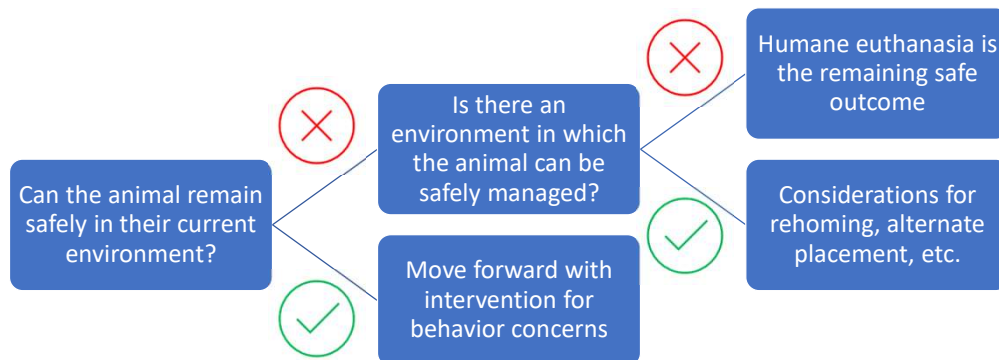 Can the animal remain
safely in their current
environment?
Is there an
environment in which
the animal can be
safely managed?
Move forward with
intervention for
behavior concerns
Humane euthanasia is
the remaining safe
outcome
Considerations for
rehoming, alternate
placement, etc.